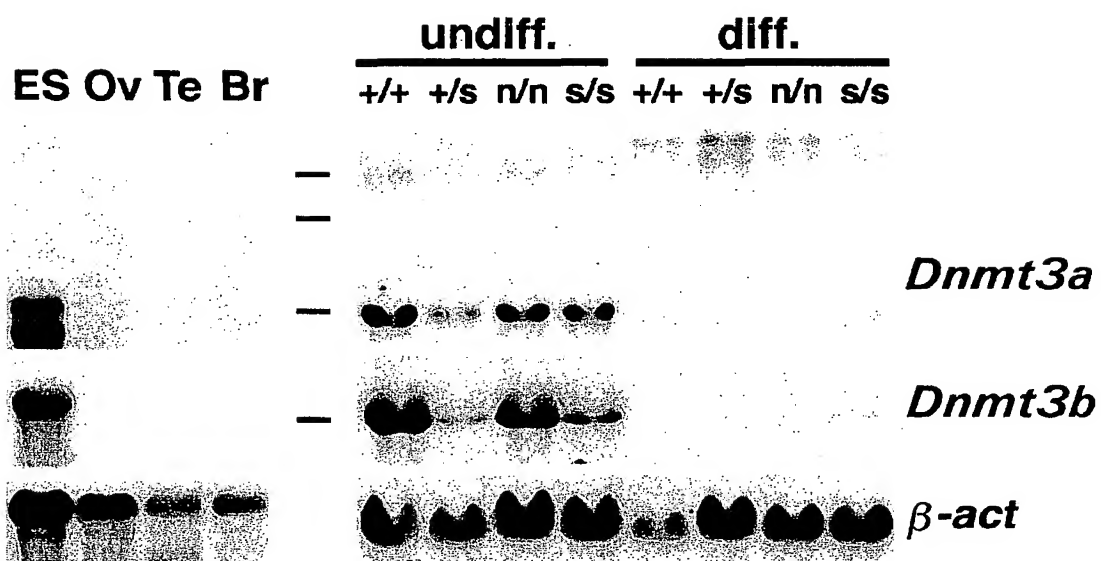 undiff. diff.
ES Ov Te Br +/+ +/s n/n s/s +/+ +/s n/n s/s
Dnmt3a
Dnmt3b
β-act